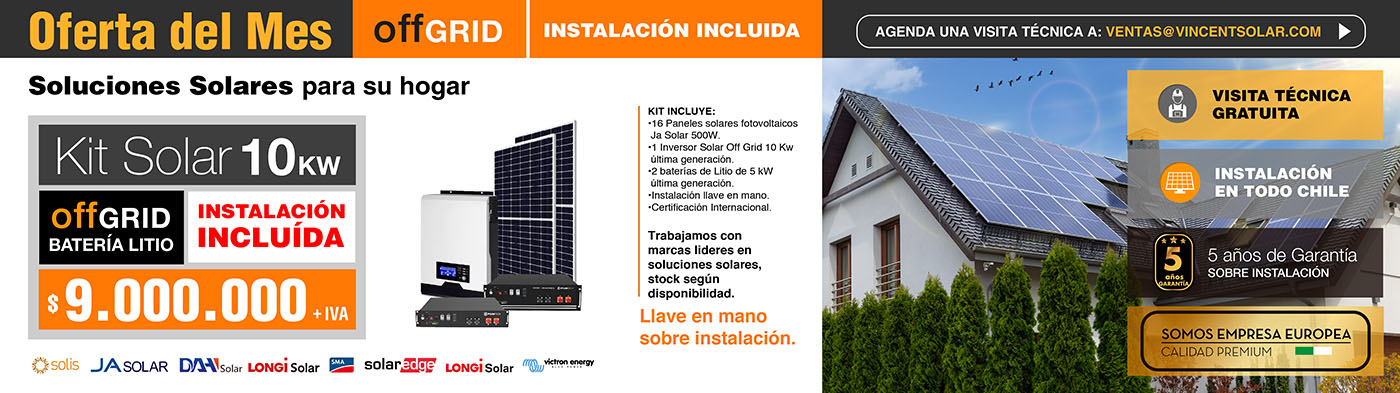 Oferta del Mes
offGRID
INSTALACIÓN INCLUIDA
AGENDA UNA VISITA TÉCNICA A: VENTAS@VINCENTSOLAR.COM
Soluciones Solares para su hogar
Kit Solar 10KW
offGRID
BATERÍA LITIO
INSTALACIÓN
INCLUÍDA
$ 9.000.000 + IVA
KIT INCLUYE:
•16 Paneles solares fotovoltaicos
Ja Solar 500W.
•1 Inversor Solar Off Grid 10 Kw
última generación.
•2 baterías de Litio de 5 kW
última generación.
•Instalación llave en mano.
•Certificación Internacional.
Trabajamos con
marcas lideres en
soluciones solares,
stock según
disponibilidad.
Llave en mano
sobre instalación.
VISITA TÉCNICA
GRATUITA
INSTALACIÓN
EN TODO CHILE
5
años
GARANTÍA
5 años de Garantía
SOBRE INSTALACIÓN
SOMOS EMPRESA EUROPEA
CALIDAD PREMIUM
solis
JA SOLAR
DAH Solar
LONGi Solar
SMA
solaredge
LONGi Solar
victron energy
BLUE POWER